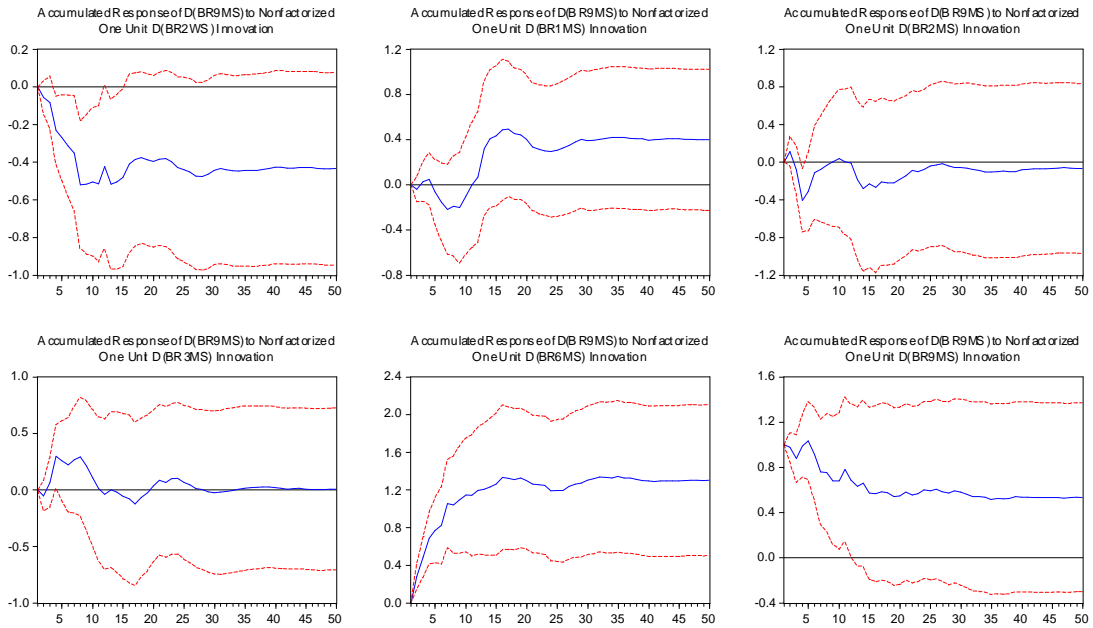 Accumulated Response of D(BR9MS) to Nonfactorized
One Unit D(BR2WS) Innovation
0.2
0.0
-0.2
-0.4
-0.6
-0.8
-1.0
5 10 15 20 25 30 35 40 45 50
Accumulated Response of D(BR9MS) to Nonfactorized
One Unit D(BR1MS) Innovation
1.2
0.8
0.4
0.0
-0.4
-0.8
5 10 15 20 25 30 35 40 45 50
Accumulated Response of D(BR9MS) to Nonfactorized
One Unit D(BR2MS) Innovation
1.2
0.8
0.4
0.0
-0.4
-0.8
-1.2
5 10 15 20 25 30 35 40 45 50
Accumulated Response of D(BR9MS) to Nonfactorized
One Unit D(BR3MS) Innovation
1.0
0.5
0.0
-0.5
-1.0
5 10 15 20 25 30 35 40 45 50
Accumulated Response of D(BR9MS) to Nonfactorized
One Unit D(BR6MS) Innovation
2.4
2.0
1.6
1.2
0.8
0.4
0.0
5 10 15 20 25 30 35 40 45 50
Accumulated Response of D(BR9MS) to Nonfactorized
One Unit D(BR9MS) Innovation
1.6
1.2
0.8
0.4
0.0
-0.4
5 10 15 20 25 30 35 40 45 50